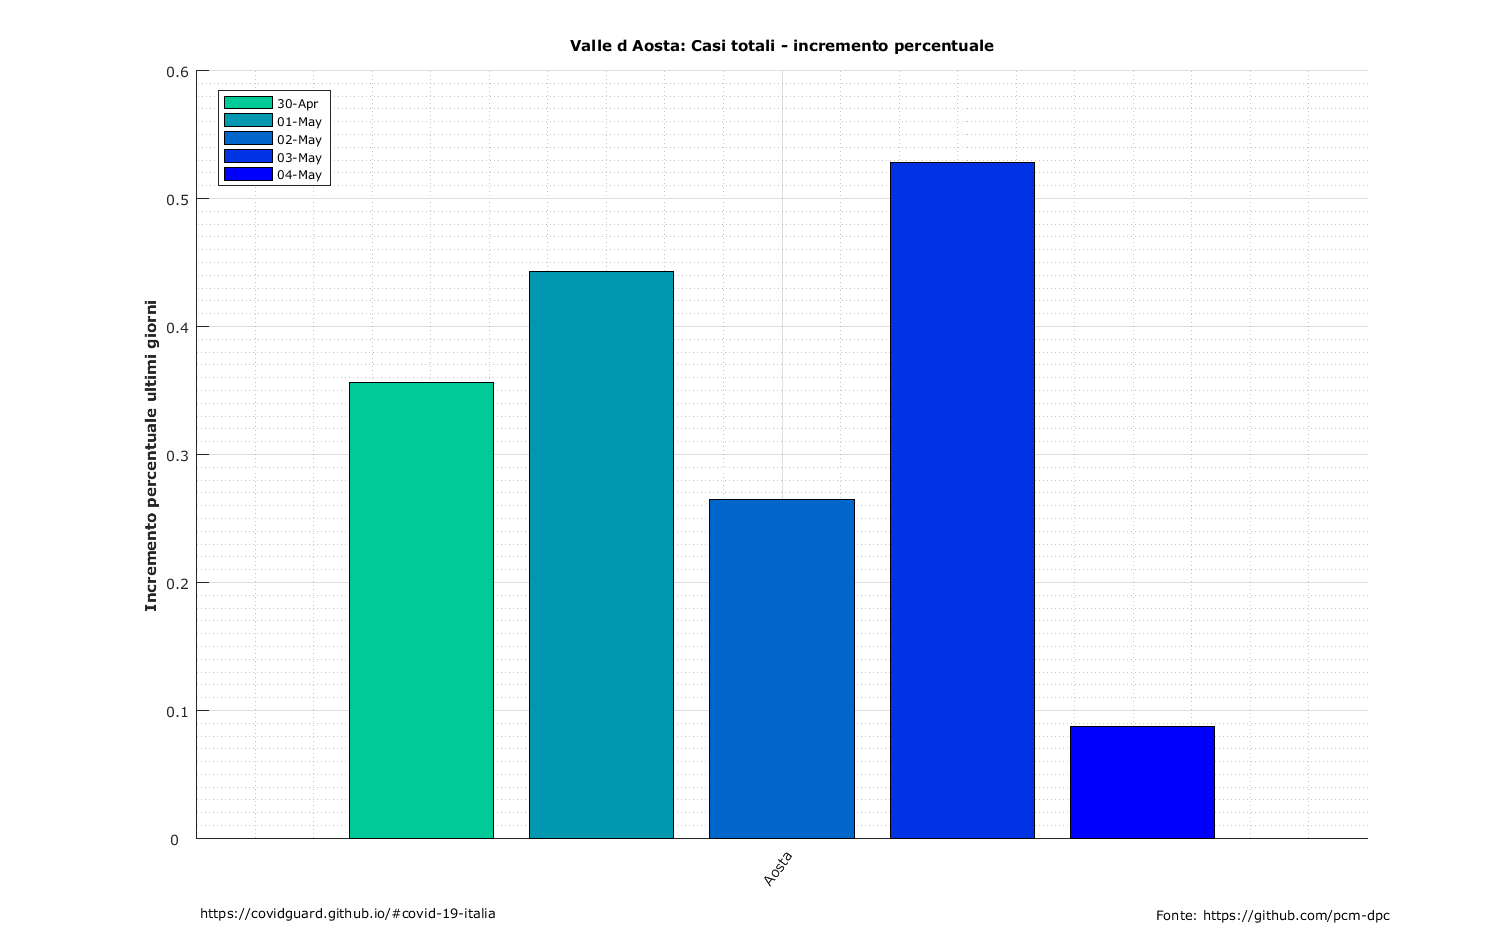 Valle d Aosta: Casi totali - incremento percentuale
0.6
0.5
0.4
0.3
0.2
0.1
0
30-Apr
01-May
02-May
03-May
04-May
Incremento percentuale ultimi giorni
Aosta
https://covidguard.github.io/#covid-19-italia
Fonte: https://github.com/pcm-dpc